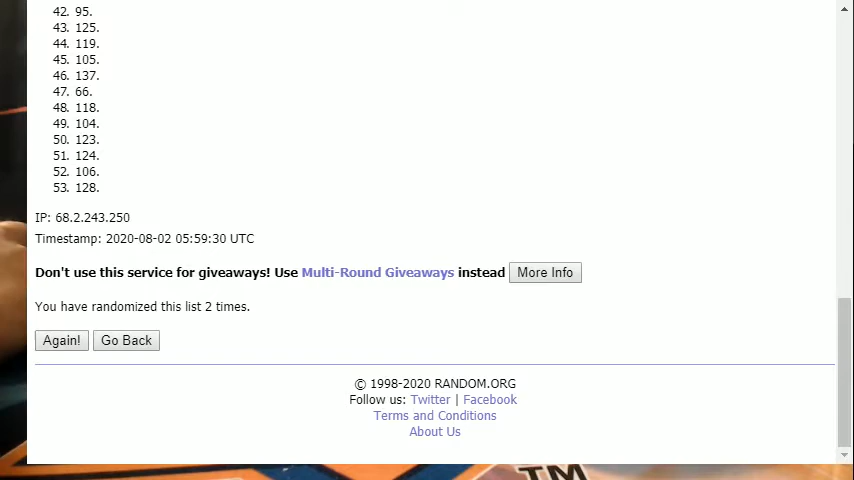 42. 95.
43. 125.
44. 119.
45. 105.
46. 137.
47. 66.
48. 118.
49. 104.
50. 123.
51. 124.
52. 106.
53. 128.
IP: 68.2.243.250
Timestamp: 2020-08-02 05:59:30 UTC
Don't use this service for giveaways! Use Multi-Round Giveaways instead More Info
You have randomized this list 2 times.
Again! Go Back
© 1998-2020 RANDOM.ORG
Follow us: Twitter | Facebook
Terms and Conditions
About Us
TM